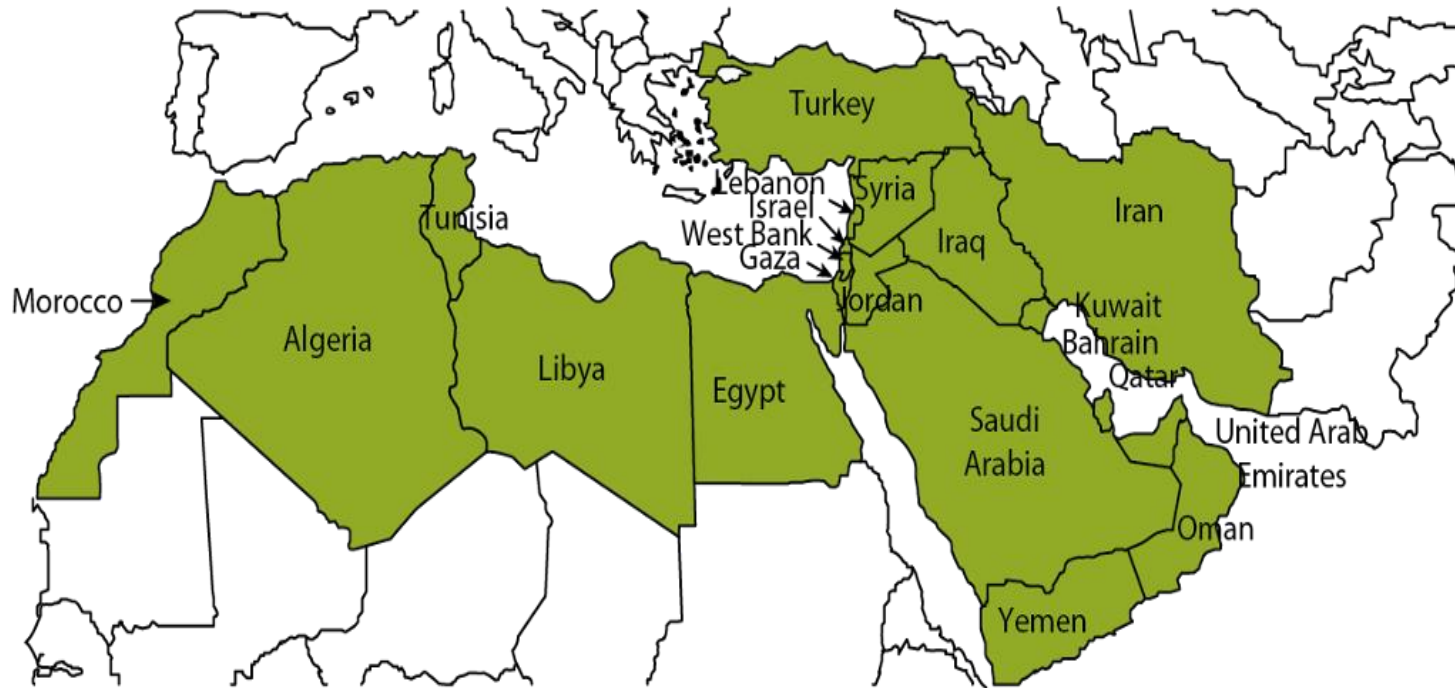 Turkey
Lebanon
Syria
Israel
West Bank
Gaza
Iraq
Iran
Tunisia
Morocco
Jordan
Kuwait
Bahrain
Qatar
Algeria
Libya
Egypt
Saudi
Arabia
United Arab
Emirates
Oman
Yemen